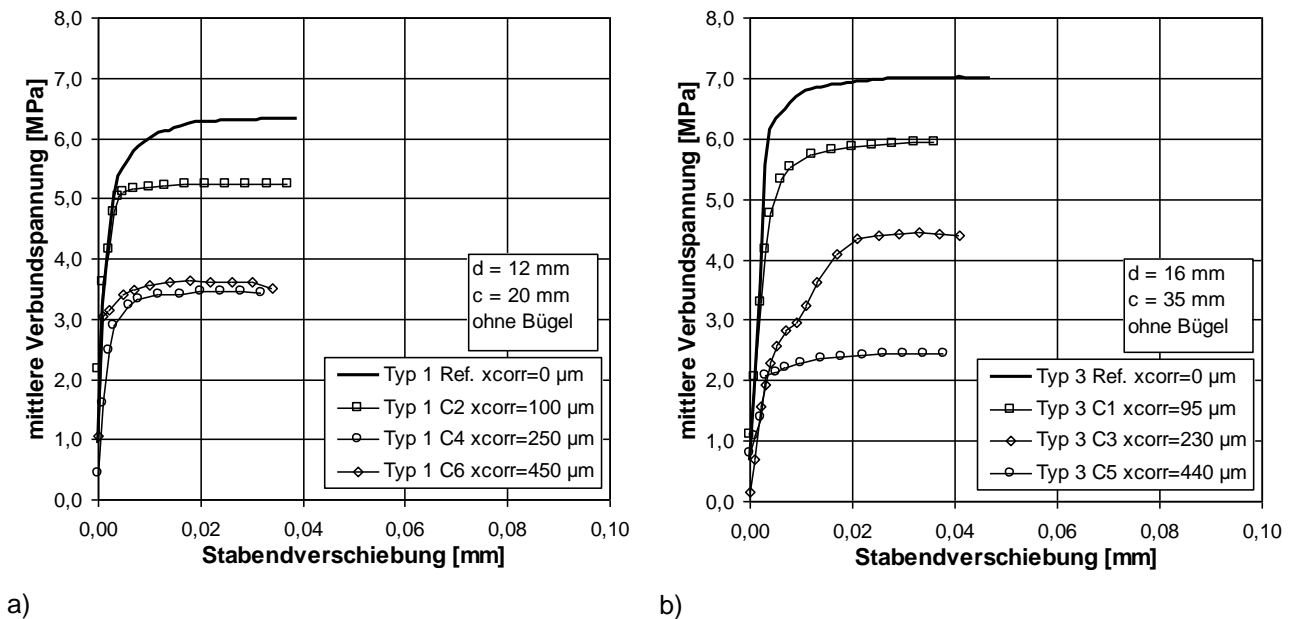 mittlere Verbundspannung [MPa]
8,0
7,0
6,0
5,0
4,0
3,0
2,0
1,0
0,0
d = 12 mm
c = 20 mm
ohne Bügel
Typ 1 Ref. xcorr=0 µm
Typ 1 C2 xcorr=100 µm
Typ 1 C4 xcorr=250 µm
Typ 1 C6 xcorr=450 µm
0,00 0,02 0,04 0,06 0,08 0,10
Stabendverschiebung [mm]
a)
mittlere Verbundspannung [MPa]
8,0
7,0
6,0
5,0
4,0
3,0
2,0
1,0
0,0
d = 16 mm
c = 35 mm
ohne Bügel
Typ 3 Ref. xcorr=0 µm
Typ 3 C1 xcorr=95 µm
Typ 3 C3 xcorr=230 µm
Typ 3 C5 xcorr=440 µm
0,00 0,02 0,04 0,06 0,08 0,10
Stabendverschiebung [mm]
b)